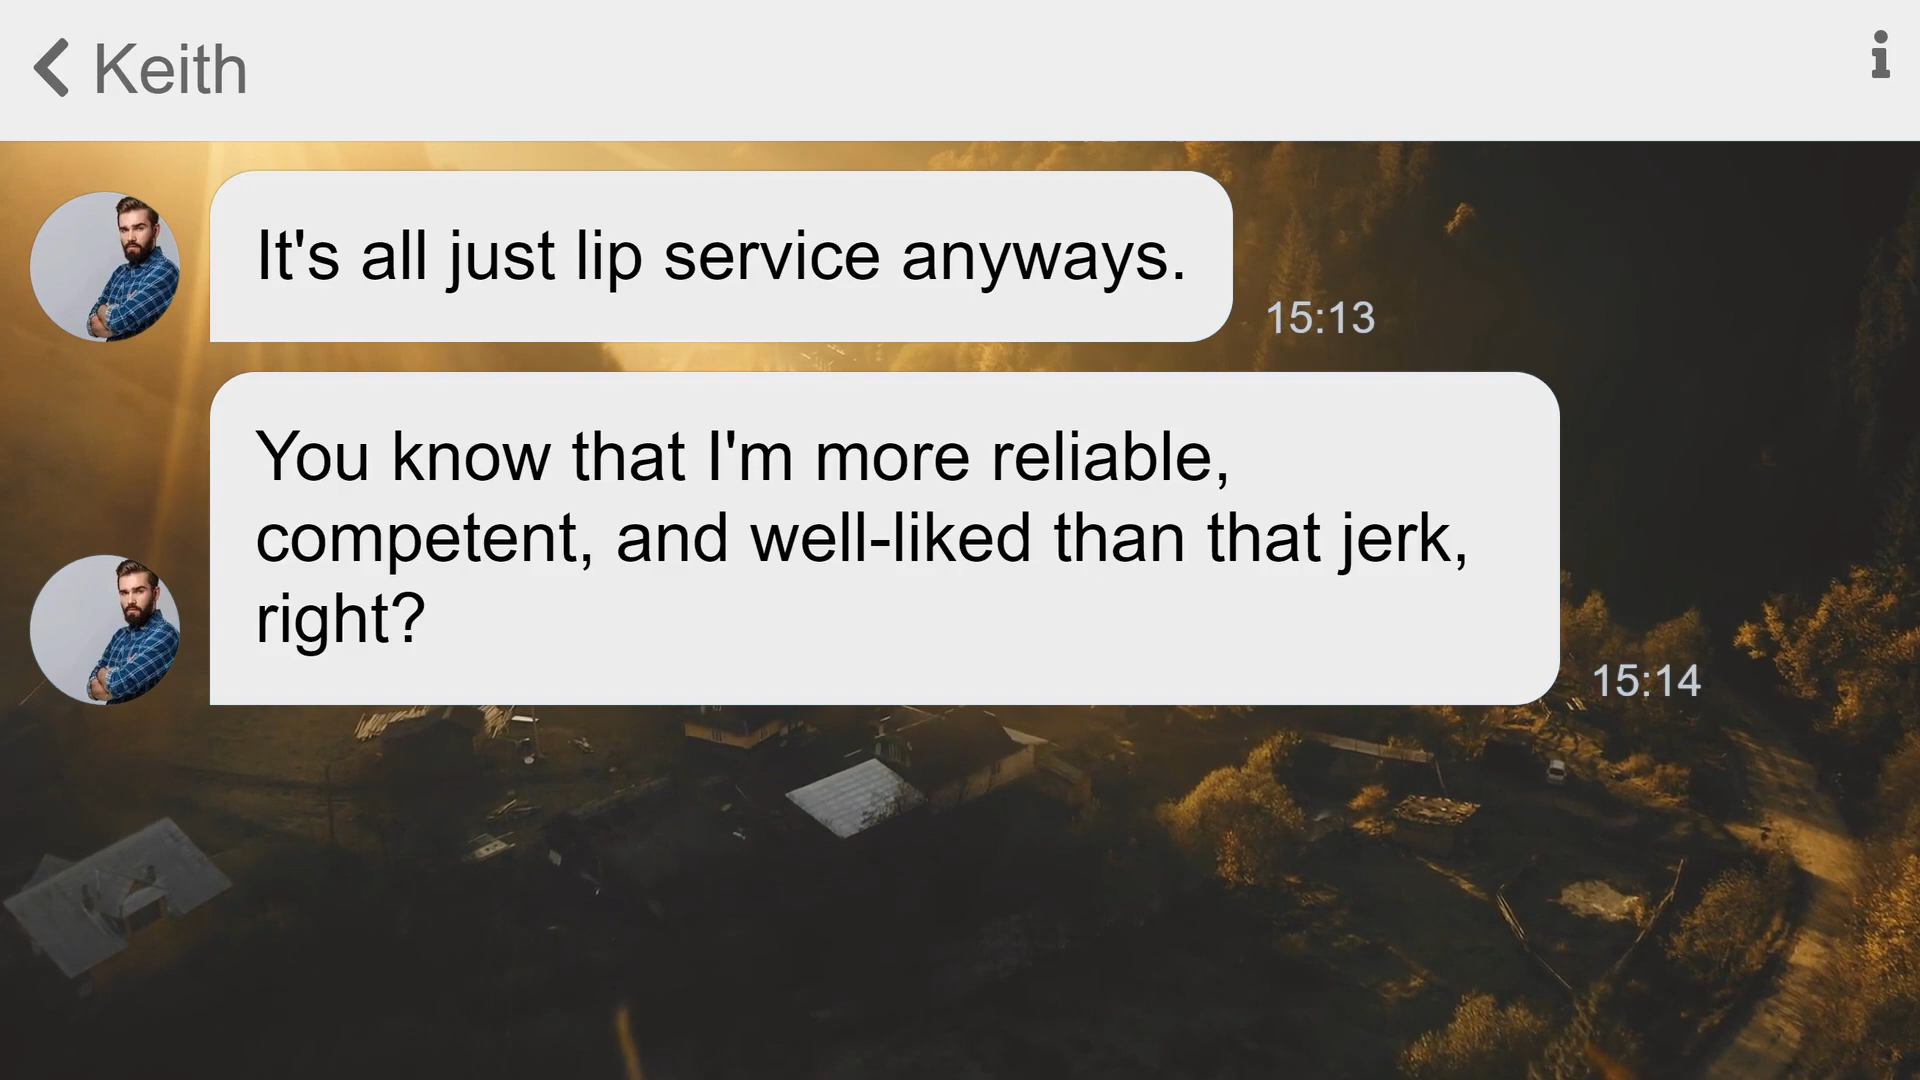 Keith
It's all just lip service anyways.
15:13
You know that I'm more reliable,
competent, and well-liked than that jerk,
right?
15:14